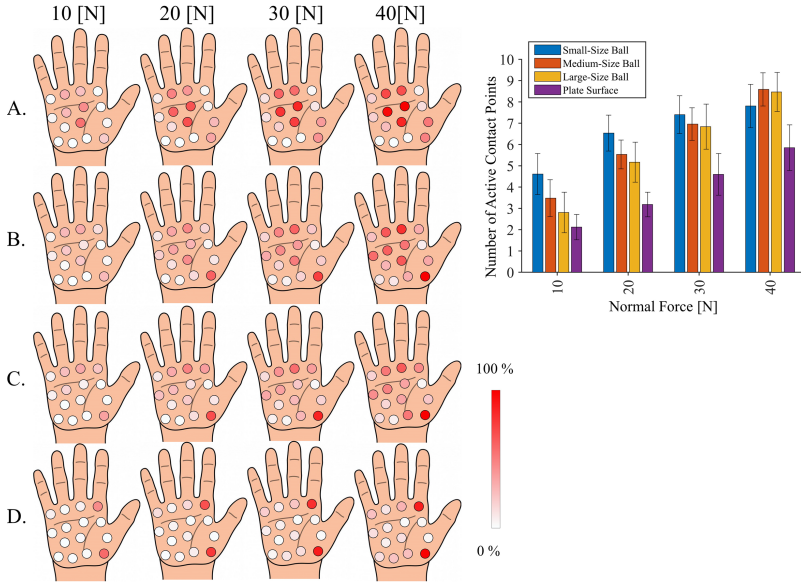 10 [N] 20 [N] 30 [N] 40[N]
A.
B.
C.
D.
100 %
0 %
Small-Size Ball
Medium-Size Ball
Large-Size Ball
Plate Surface
Number of Active Contact Points
10
9
8
7
6
5
4
3
2
1
0
10 20 30 40
Normal Force [N]